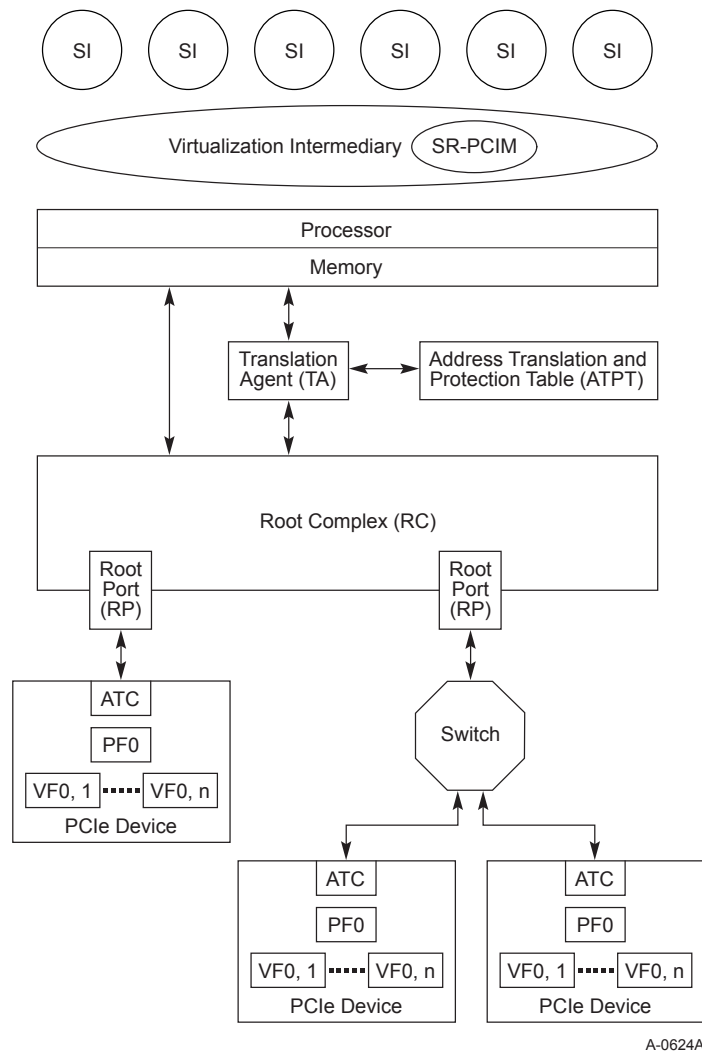 SI SI SI SI SI SI
Virtualization Intermediary SR-PCIM
Processor
Memory
Translation
Agent (TA)
Address Translation and
Protection Table (ATPT)
Root Complex (RC)
Root
Port
(RP)
Root
Port
(RP)
ATC
PF0
VF0, 1 VF0, n
PCIe Device
Switch
ATC
PF0
VF0, 1 VF0, n
PCIe Device
ATC
PF0
VF0, 1 VF0, n
PCIe Device
A-0624A